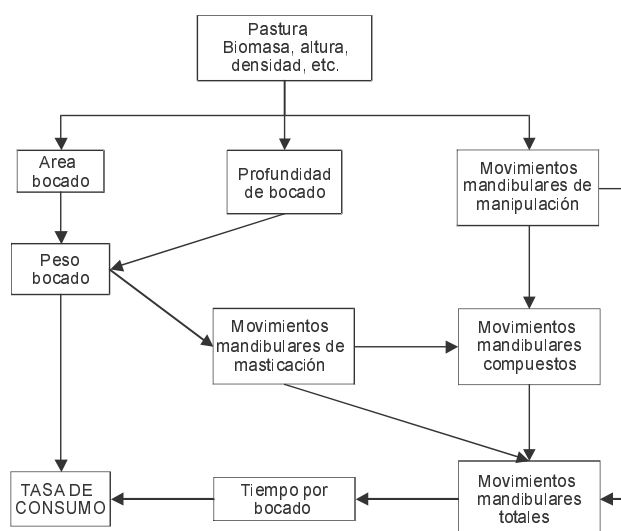 Pastura,
Biomasa, altura,
densidad, etc.
Area
bocado
Profundidad
de bocado
Movimientos
mandibulares de
manipulación
Peso
bocado
Movimientos
mandibulares de
masticación
Movimientos
mandibulares
compuestos
TASA DE
CONSUMO
Tiempo por
bocado
Movimientos
mandibulares
totales